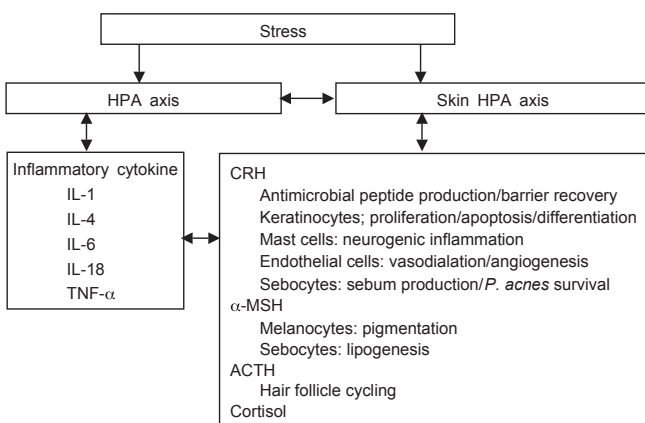 Stress
HPA axis
Skin HPA axis
Inflammatory cytokine
IL-1
IL-4
IL-6
IL-18
TNF-α
CRH
Antimicrobial peptide production/barrier recovery
Keratinocytes; proliferation/apoptosis/differentiation
Mast cells: neurogenic inflammation
Endothelial cells: vasodialation/angiogenesis
Sebocytes: sebum production/P. acnes survival
α-MSH
Melanocytes: pigmentation
Sebocytes: lipogenesis
ACTH
Hair follicle cycling
Cortisol